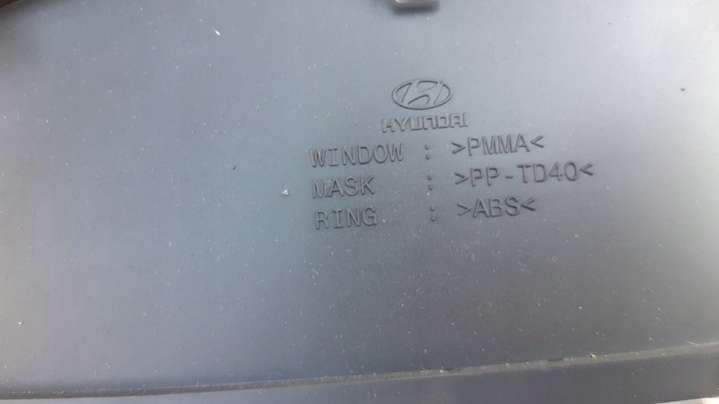 HYUNDAI
WINDOW : >PMMA<
MASK : >PP-TD40<
RING : >ABS<